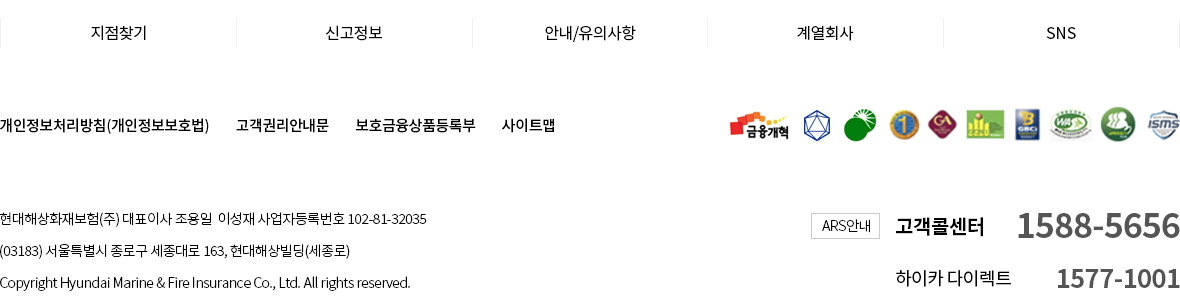 지점찾기 신고정보 안내/유의사항 계열회사 SNS
개인정보처리방침(개인정보보호법) 고객권리안내문 보호금융상품등록부 사이트맵 금융개혁 1 GA B GBCI WA ISMS
현대해상화재보험(주) 대표이사 조용일 이성재 사업자등록번호 102-81-32035
ARS안내 고객콜센터 1588-5656
(03183) 서울특별시 종로구 세종대로 163, 현대해상빌딩(세종로)
하이카 다이렉트 1577-1001
Copyright Hyundai Marine & Fire Insurance Co., Ltd. All rights reserved.